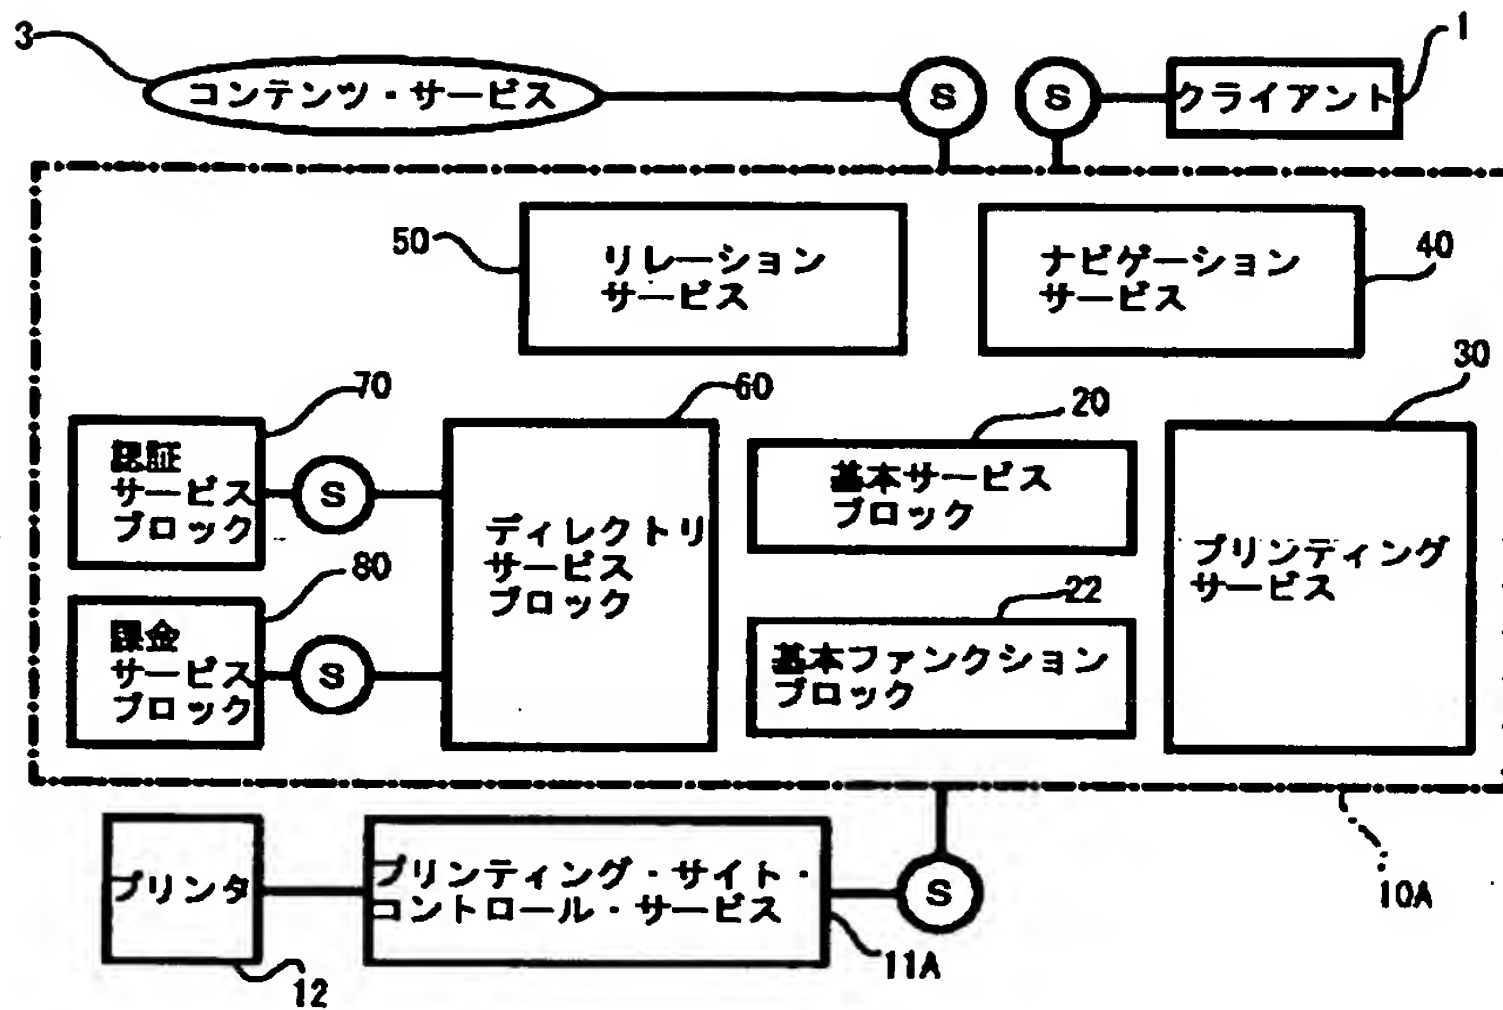 3
コンテンツ・サービス
S
S
クライアント
1
50
リレーション
サービス
ナビゲーション
サービス
40
70
認証
サービス
ブロック
S
60
ディレクトリ
サービス
ブロック
20
基本サービス
ブロック
30
プリンティング
サービス
80
課金
サービス
ブロック
S
22
基本ファンクション
ブロック
プリンタ
12
プリンティング・サイト・
コントロール・サービス
11A
S
10A